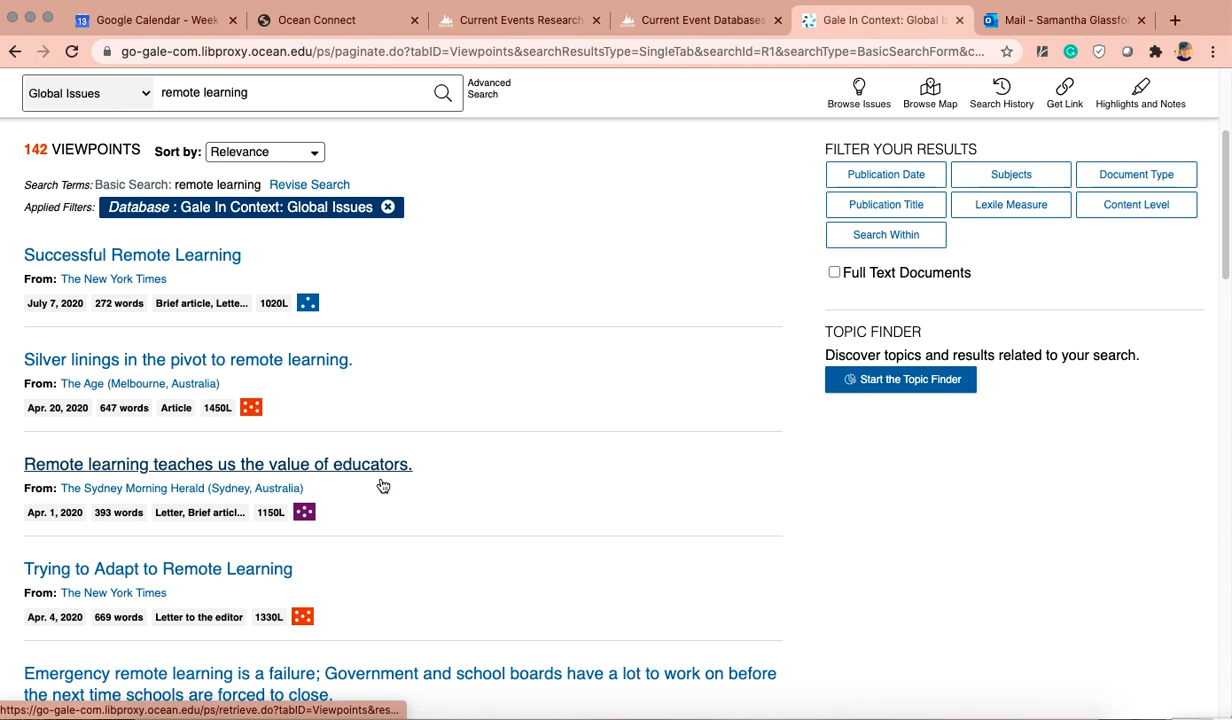 Google Calendar - Week
Ocean Connect
Current Events Research
Current Event Databases
Gale In Context: Global I
Mail - Samantha Glassfor
go-gale-com.libproxy.ocean.edu/ps/paginate.do?tabID=Viewpoints&searchResultsType=SingleTab&searchId=R1&searchType=BasicSearchForm&c...
Global Issues
remote learning
Advanced
Search
Browse Issues
Browse Map
Search History
Get Link
Highlights and Notes
142 VIEWPOINTS
Sort by: Relevance
Search Terms: Basic Search: remote learning Revise Search
Applied Filters: Database : Gale In Context: Global Issues
Successful Remote Learning
From: The New York Times
July 7, 2020 272 words Brief article, Lette... 1020L
Silver linings in the pivot to remote learning.
From: The Age (Melbourne, Australia)
Apr. 20, 2020 647 words Article 1450L
Remote learning teaches us the value of educators.
From: The Sydney Morning Herald (Sydney, Australia)
Apr. 1, 2020 393 words Letter, Brief articl... 1150L
Trying to Adapt to Remote Learning
From: The New York Times
Apr. 4, 2020 669 words Letter to the editor 1330L
Emergency remote learning is a failure; Government and school boards have a lot to work on before
the next time schools are forced to close.
FILTER YOUR RESULTS
Publication Date
Subjects
Document Type
Publication Title
Lexile Measure
Content Level
Search Within
Full Text Documents
TOPIC FINDER
Discover topics and results related to your search.
Start the Topic Finder
https://go-gale-com.libproxy.ocean.edu/ps/retrieve.do?tabID=Viewpoints&res...